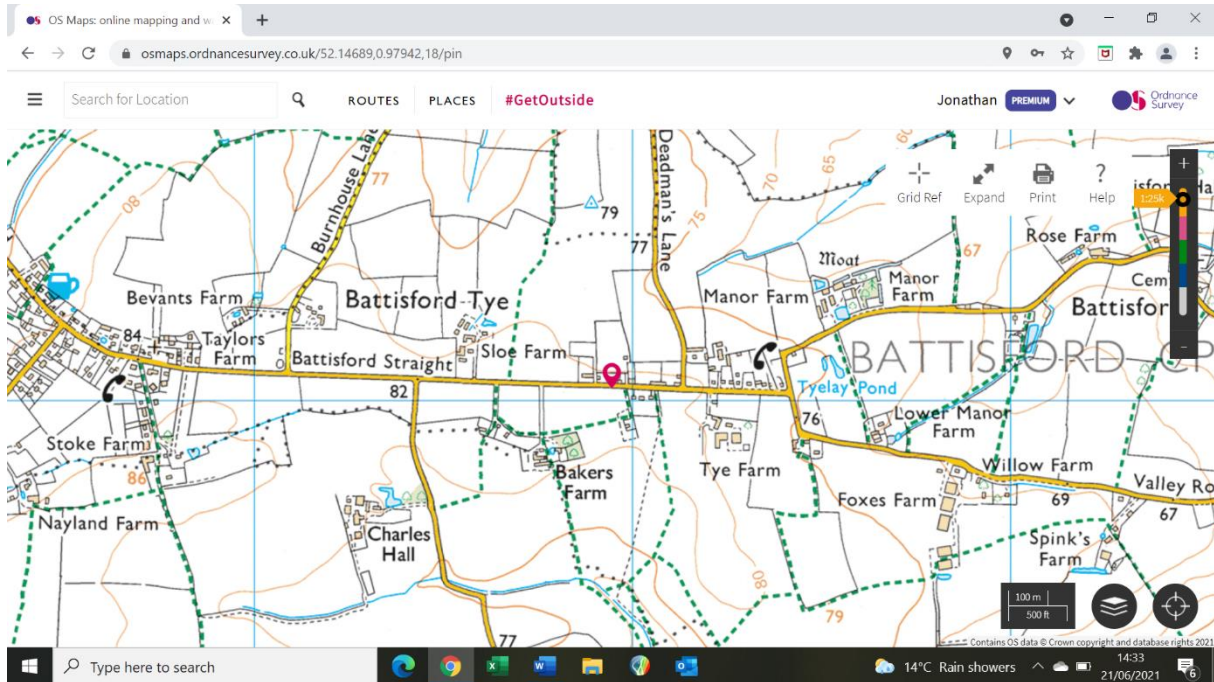 OS Maps: online mapping and w
osmaps.ordnancesurvey.co.uk/52.14689,0.97942,18/pin
Search for Location
ROUTES
PLACES
#GetOutside
Jonathan
PREMIUM
Ordnance
Survey
Grid Ref
Expand
Print
? Help
1:25k
+
-
Burnhouse Lane
77
80
79
Deadman's Lane
77
75
70
65
60
Moat
67
Rose Farm
Cem
Bevants Farm
Battisford Tye
Manor Farm
Manor
Farm
Battisfor
84
Taylors
Farm
Battisford Straight
Sloe Farm
BATTISFORD CP
82
Tyelay Pond
76
Lower Manor
Farm
Stoke Farm
86
Bakers
Farm
Tye Farm
Willow Farm
Foxes Farm
69
Valley Ro
67
Nayland Farm
Charles
Hall
Spink's
Farm
80
79
77
100 m
500 ft
Contains OS data © Crown copyright and database rights 2021
Type here to search
14°C Rain showers
14:33
21/06/2021
6